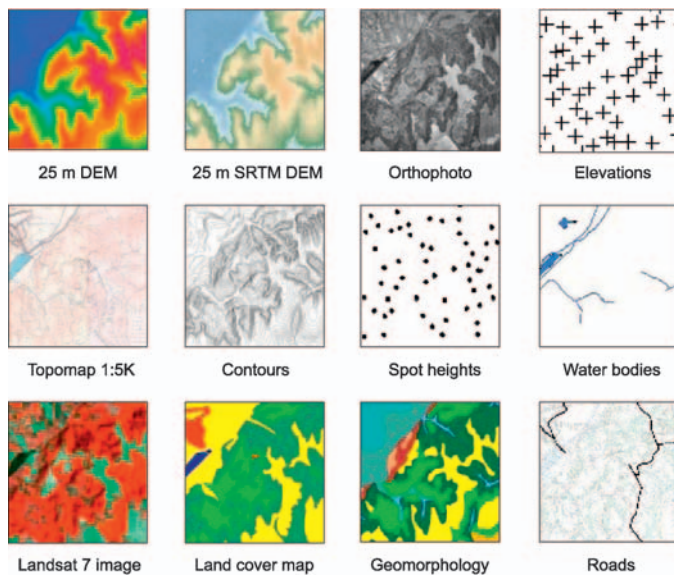 25 m DEM
25 m SRTM DEM
Orthophoto
Elevations
Topomap 1:5K
Contours
Spot heights
Water bodies
Landsat 7 image
Land cover map
Geomorphology
Roads